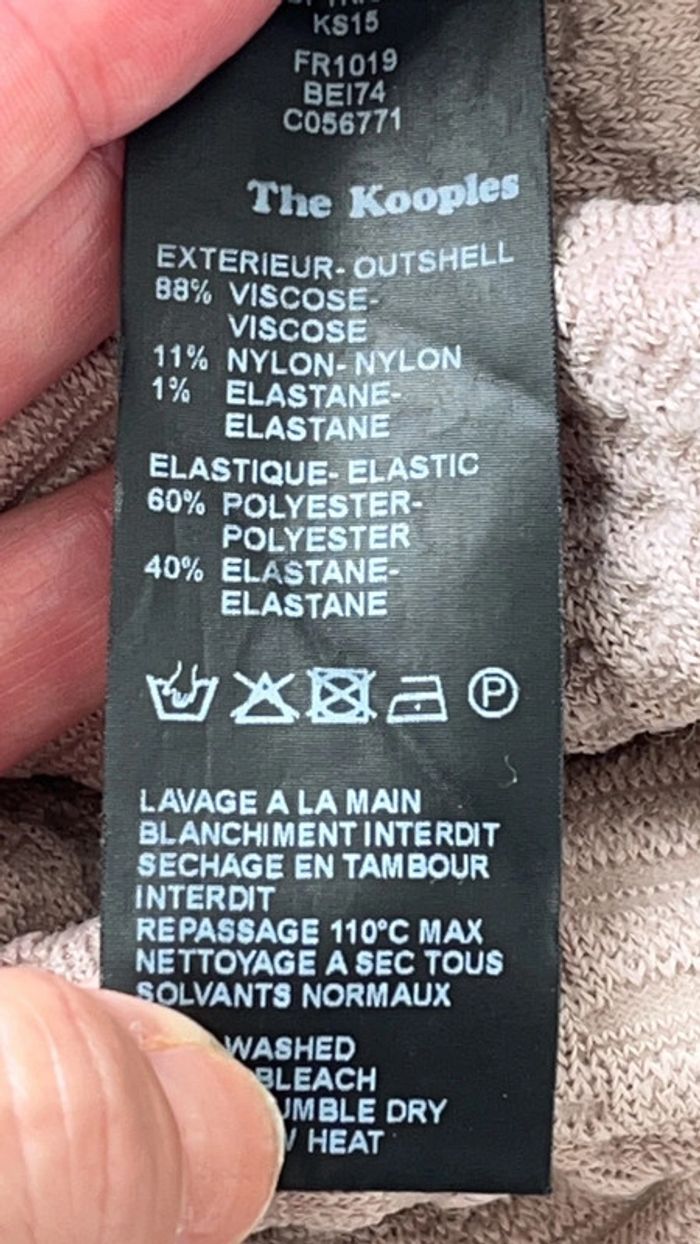 KS15
FR1019
BEI74
C056771
The Kooples
EXTERIEUR- OUTSHELL
88% VISCOSE-
VISCOSE
11% NYLON- NYLON
1% ELASTANE-
ELASTANE
ELASTIQUE- ELASTIC
60% POLYESTER-
POLYESTER
40% ELASTANE-
ELASTANE
P
LAVAGE A LA MAIN
BLANCHIMENT INTERDIT
SECHAGE EN TAMBOUR
INTERDIT
REPASSAGE 110°C MAX
NETTOYAGE A SEC TOUS
SOLVANTS NORMAUX
WASHED
BLEACH
UMBLE DRY
HEAT